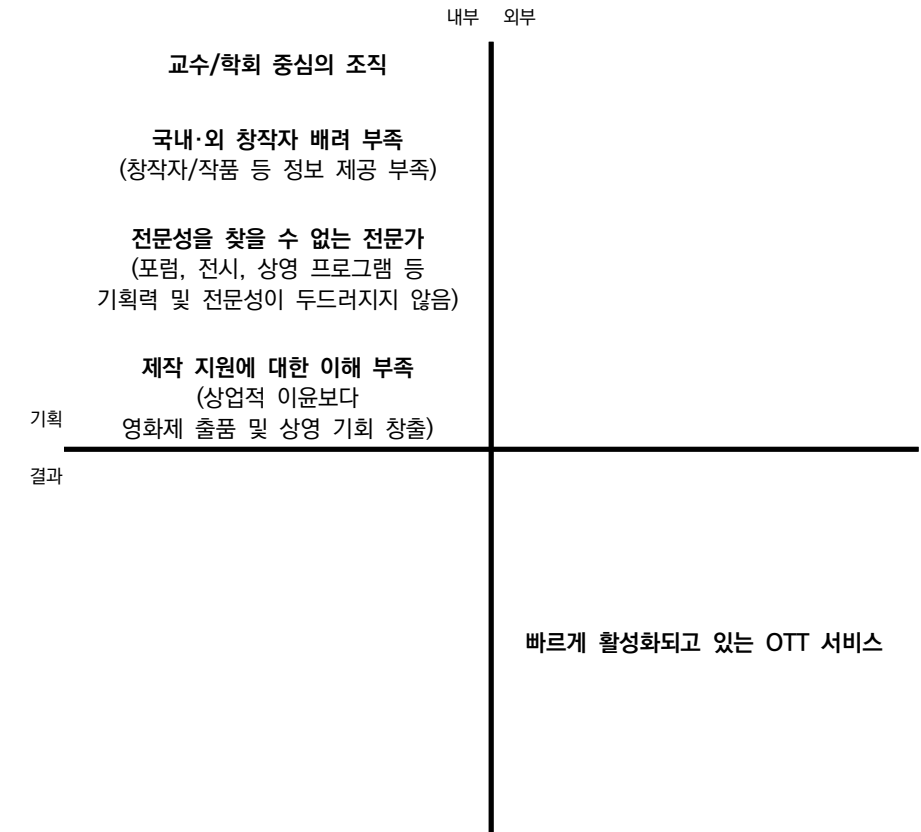 내부 외부
교수/학회 중심의 조직
국내·외 창작자 배려 부족
(창작자/작품 등 정보 제공 부족)
전문성을 찾을 수 없는 전문가
(포럼, 전시, 상영 프로그램 등
기획력 및 전문성이 두드러지지 않음)
제작 지원에 대한 이해 부족
(상업적 이윤보다
영화제 출품 및 상영 기회 창출)
기획
결과
빠르게 활성화되고 있는 OTT 서비스